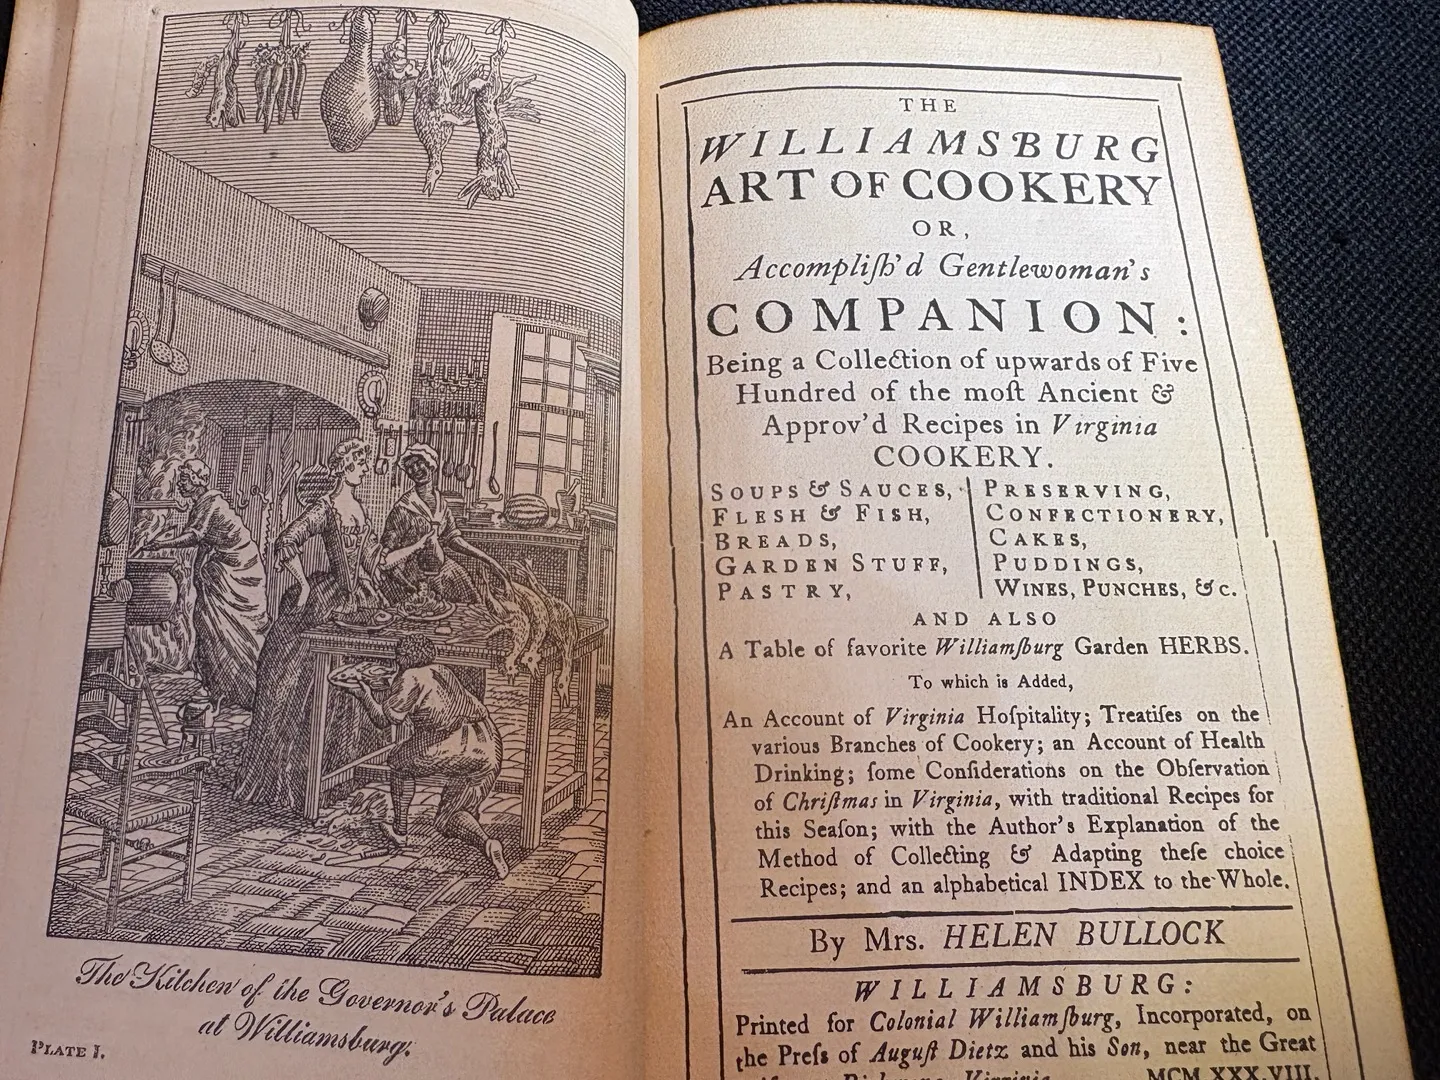 The Kitchen of the Governor's Palace
at Williamsburg.
PLATE I.
THE
WILLIAMSBURG
ART OF COOKERY
OR,
Accompliſh'd Gentlewoman's
COMPANION:
Being a Collection of upwards of Five
Hundred of the moſt Ancient &
Approv'd Recipes in Virginia
COOKERY.
SOUPS & SAUCES,
FLESH & FISH,
BREADS,
GARDEN STUFF,
PASTRY,
PRESERVING,
CONFECTIONERY,
CAKES,
PUDDINGS,
WINES, PUNCHES, &c.
AND ALSO
A Table of favorite Williamſburg Garden HERBS.
To which is Added,
An Account of Virginia Hoſpitality; Treatiſes on the
various Branches of Cookery; an Account of Health
Drinking; ſome Conſiderations on the Obſervation
of Chriſtmas in Virginia, with traditional Recipes for
this Seaſon; with the Author's Explanation of the
Method of Collecting & Adapting theſe choice
Recipes; and an alphabetical INDEX to the Whole.
By Mrs. HELEN BULLOCK
WILLIAMSBURG:
Printed for Colonial Williamſburg, Incorporated, on
the Preſs of Auguſt Dietz and his Son, near the Great
Virginia MCM,XXX,VIII.